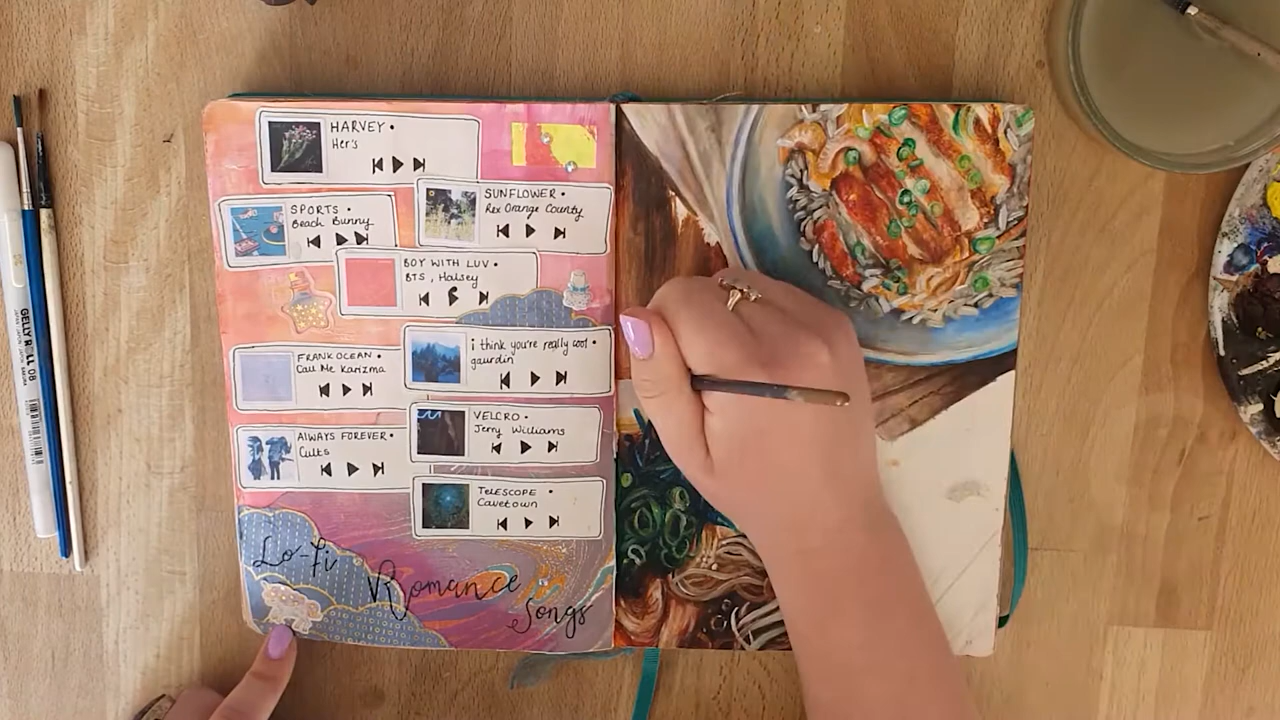 HARVEY •
Her's
SPORTS •
Beach Bunny
SUNFLOWER •
Rex Orange County
BOY WITH LUV •
BTS, Halsey
i think you're really cool •
gaurdin
FRANK OCEAN •
Call Me Karizma
VELCRO •
Jerry Williams
ALWAYS FOREVER •
Cults
TELESCOPE •
Cavetown
Lo-fi
Romance
Songs
GELLY ROLL 08